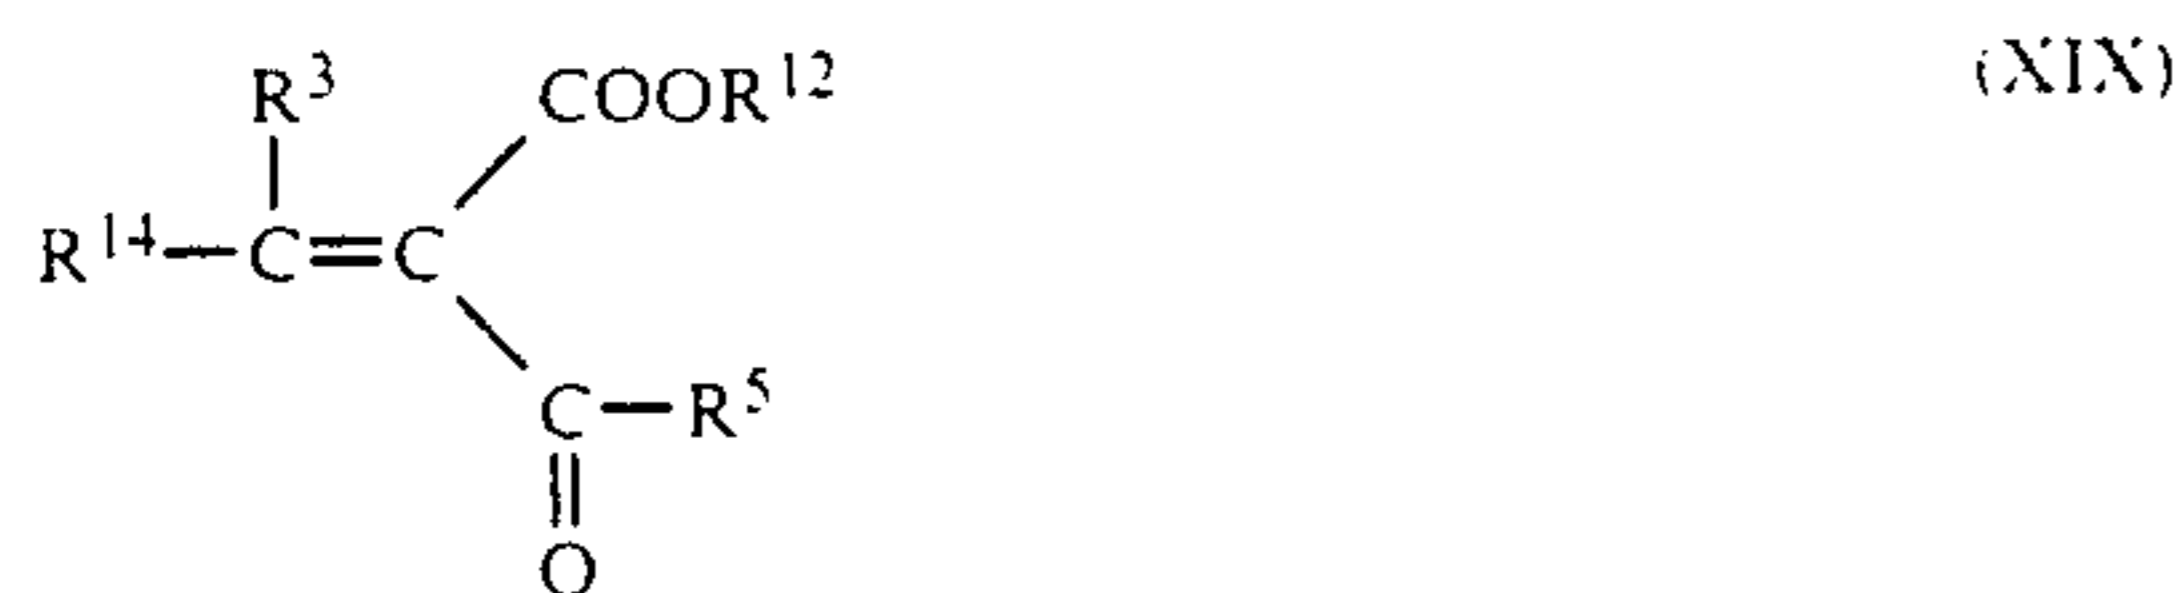 R³ COOR¹² (XIX)
R¹⁴—C=C
C—R⁵
O